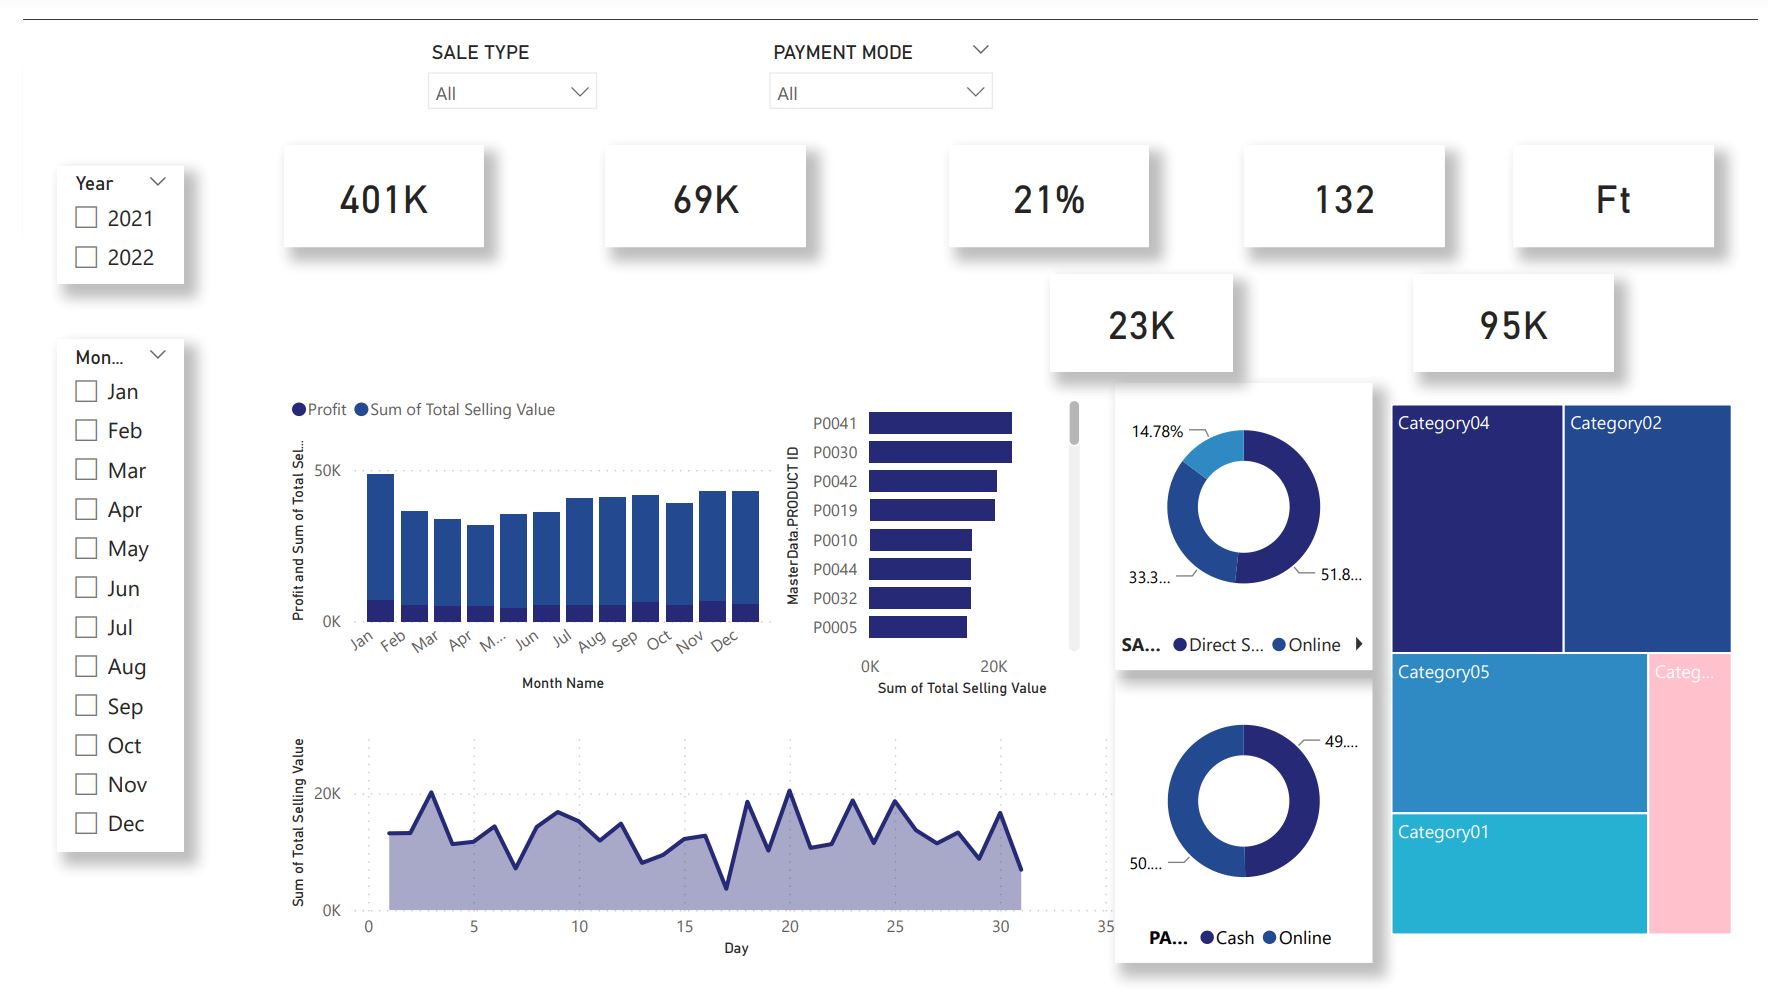 SALE TYPE
All
PAYMENT MODE
All
Year
2021
2022
401K
69K
21%
132
Ft
23K
95K
Mon...
Jan
Feb
Mar
Apr
May
Jun
Jul
Aug
Sep
Oct
Nov
Dec
Profit Sum of Total Selling Value
Profit and Sum of Total Sel...
50K
0K
Jan Feb Mar Apr M... Jun Jul Aug Sep Oct Nov Dec
Month Name
MasterData.PRODUCT ID
P0041
P0030
P0042
P0019
P0010
P0044
P0032
P0005
0K 20K
Sum of Total Selling Value
14.78%
33.3...
51.8...
SA... Direct S... Online
Category04
Category02
Category05
Categ...
Category01
Sum of Total Selling Value
20K
0K
0 5 10 15 20 25 30 35
Day
49....
50....
PA... Cash Online